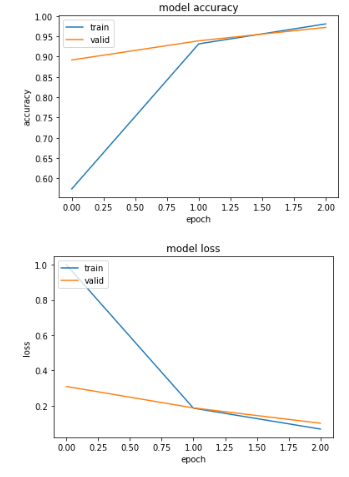 model accuracy
1.00
0.95
0.90
0.85
0.80
0.75
0.70
0.65
0.60
accuracy
train
valid
0.00 0.25 0.50 0.75 1.00 1.25 1.50 1.75 2.00
epoch
model loss
1.0
0.8
0.6
0.4
0.2
loss
train
valid
0.00 0.25 0.50 0.75 1.00 1.25 1.50 1.75 2.00
epoch